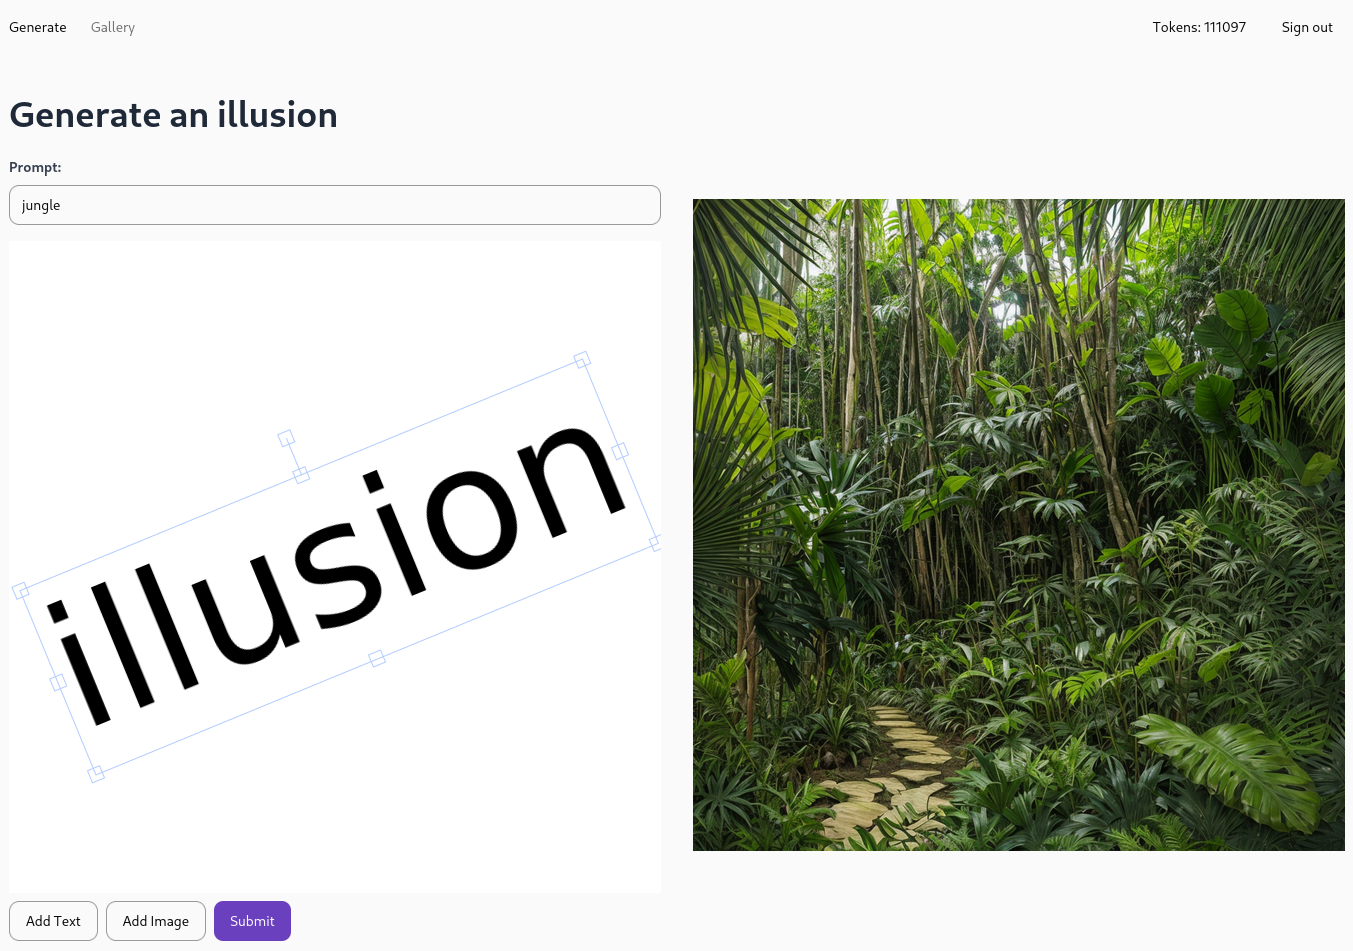 Generate Gallery Tokens: 111097 Sign out
Generate an illusion
Prompt:
jungle
illusion
Add Text Add Image Submit